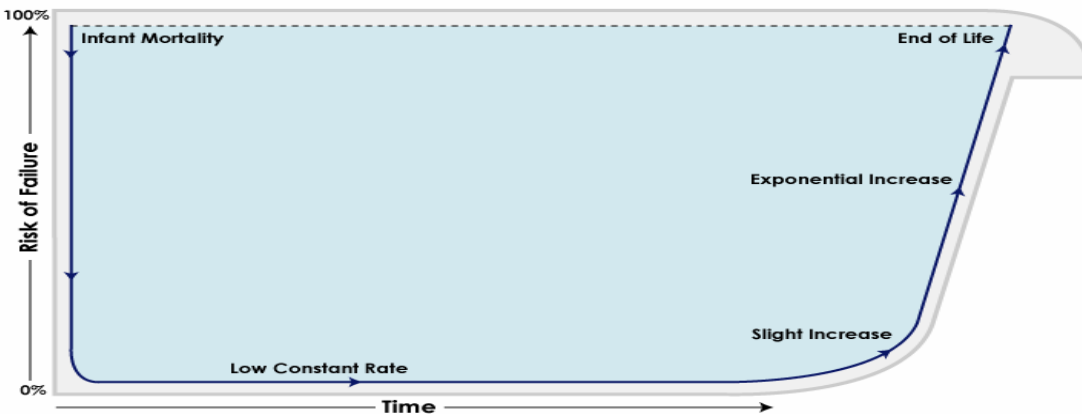 100%
Infant Mortality
End of Life
Risk of Failure
Exponential Increase
Slight Increase
Low Constant Rate
0%
Time